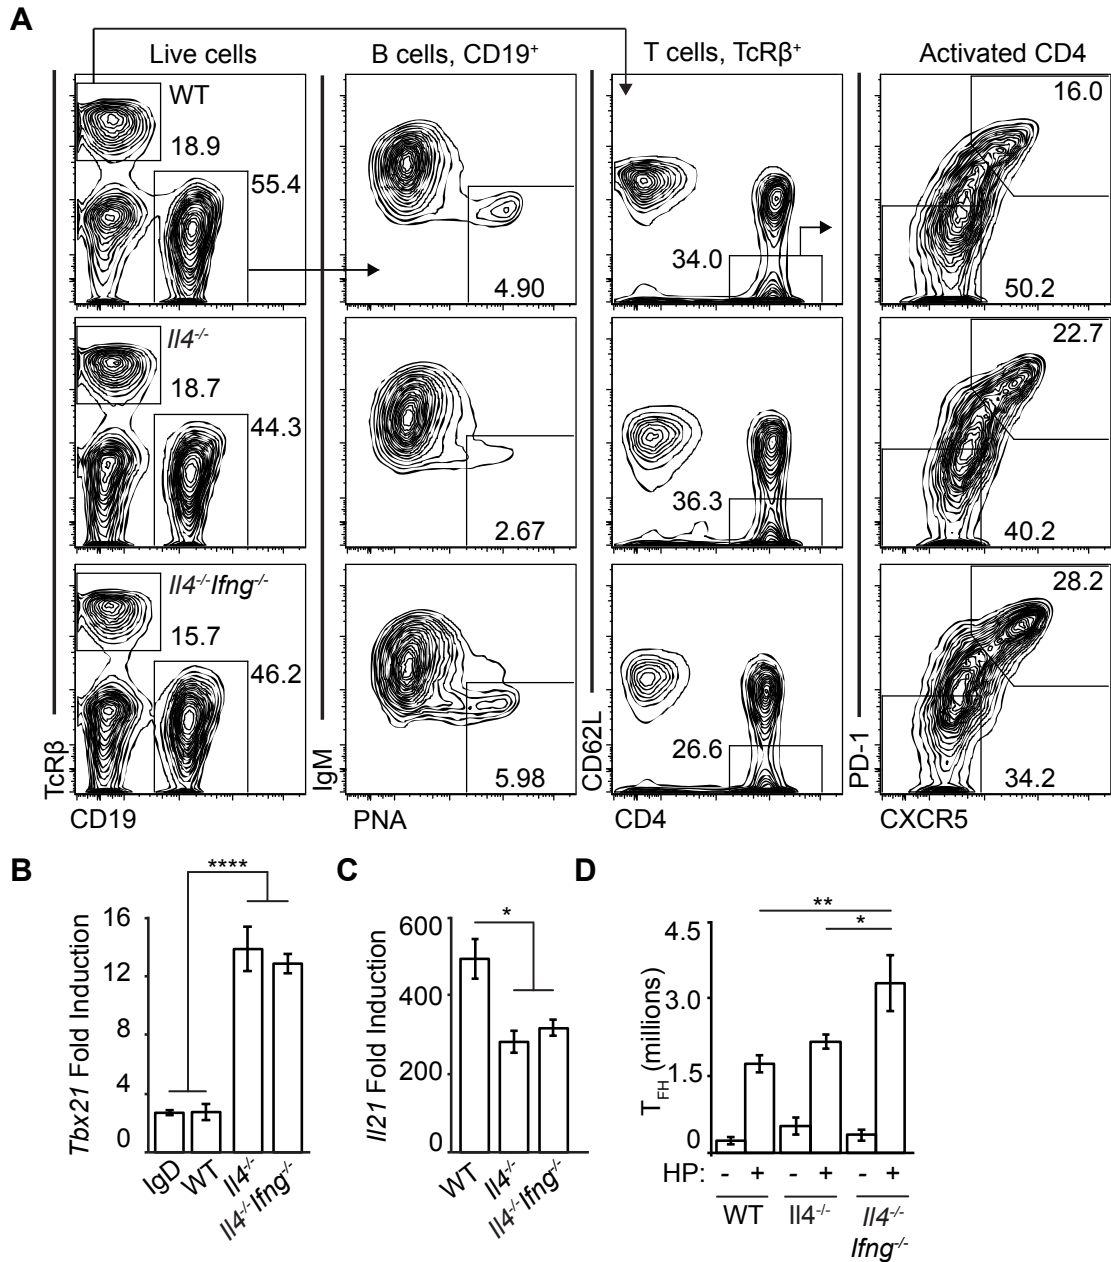 A
Live cells
B cells, CD19⁺
T cells, TcRβ⁺
Activated CD4
WT
18.9
55.4
4.90
34.0
16.0
50.2
Il4⁻/⁻
18.7
44.3
2.67
36.3
22.7
40.2
Il4⁻/⁻Ifng⁻/⁻
15.7
46.2
5.98
26.6
28.2
34.2
TcRβ
IgM
CD62L
PD-1
CD19
PNA
CD4
CXCR5
B
****
Tbx21 Fold Induction
16
12
8
4
0
IgD
WT
Il4⁻/⁻
Il4⁻/⁻Ifng⁻/⁻
C
*
Il21 Fold Induction
600
400
200
0
WT
Il4⁻/⁻
Il4⁻/⁻Ifng⁻/⁻
D
**
*
T_FH (millions)
4.5
3.0
1.5
0
HP: - + - + - +
WT
Il4⁻/⁻
Il4⁻/⁻
Ifng⁻/⁻